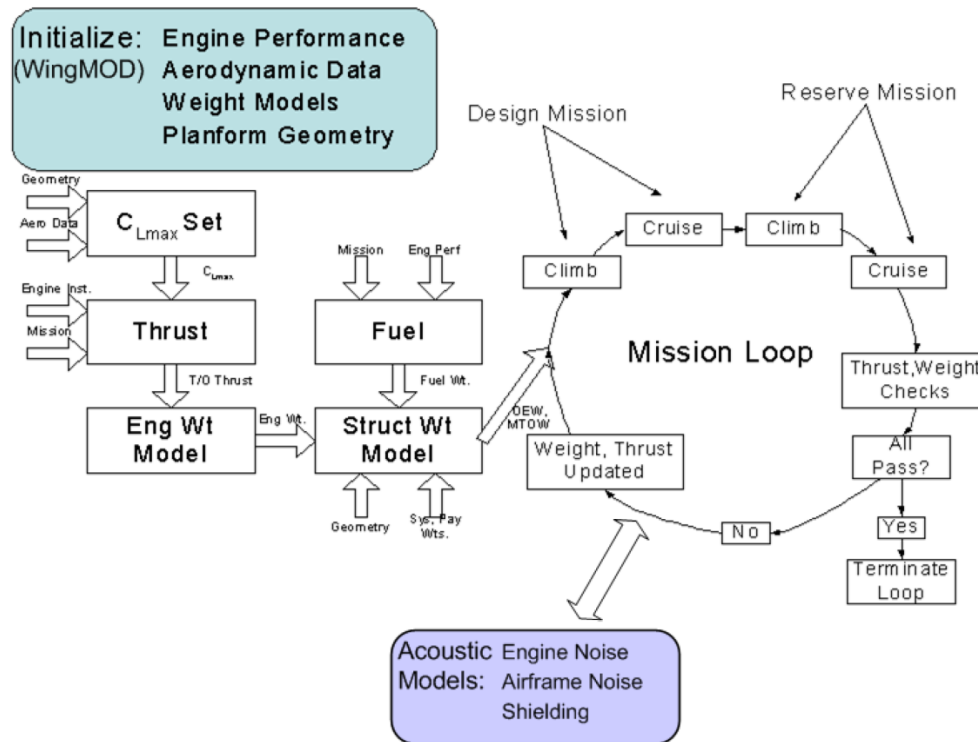 Initialize: Engine Performance
(WingMOD) Aerodynamic Data
Weight Models
Planform Geometry
Design Mission
Reserve Mission
Geometry
Aero Data
CLmax Set
CLmax
Mission
Eng Perf
Engine Inst.
Mission
Thrust
Fuel
T/O Thrust
Fuel Wt.
Eng Wt
Model
Eng Wt.
Struct Wt
Model
OEW,
MTOW
Geometry
Sys, Pay
Wts.
Climb
Cruise
Climb
Cruise
Mission Loop
Thrust,Weight
Checks
All
Pass?
Yes
Terminate
Loop
No
Weight, Thrust
Updated
Acoustic Engine Noise
Models: Airframe Noise
Shielding